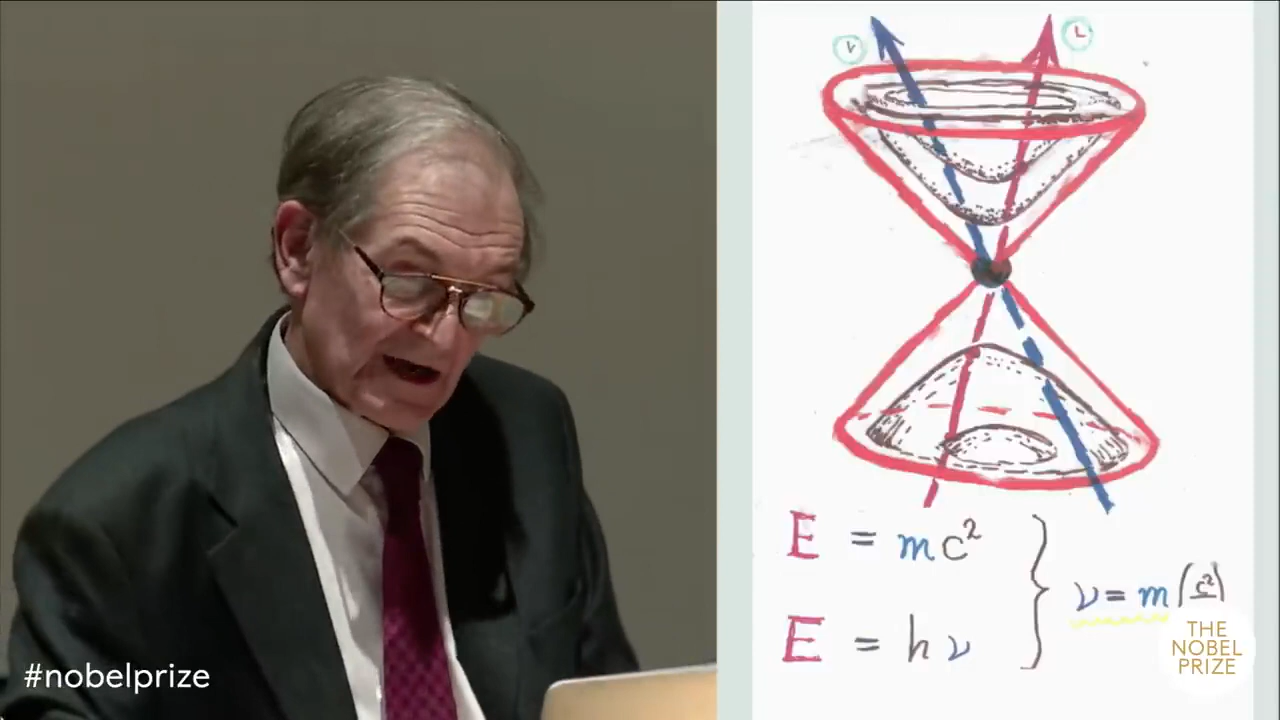 E = mc²
E = hν
ν = m(c²
THE
NOBEL
PRIZE
#nobelprize